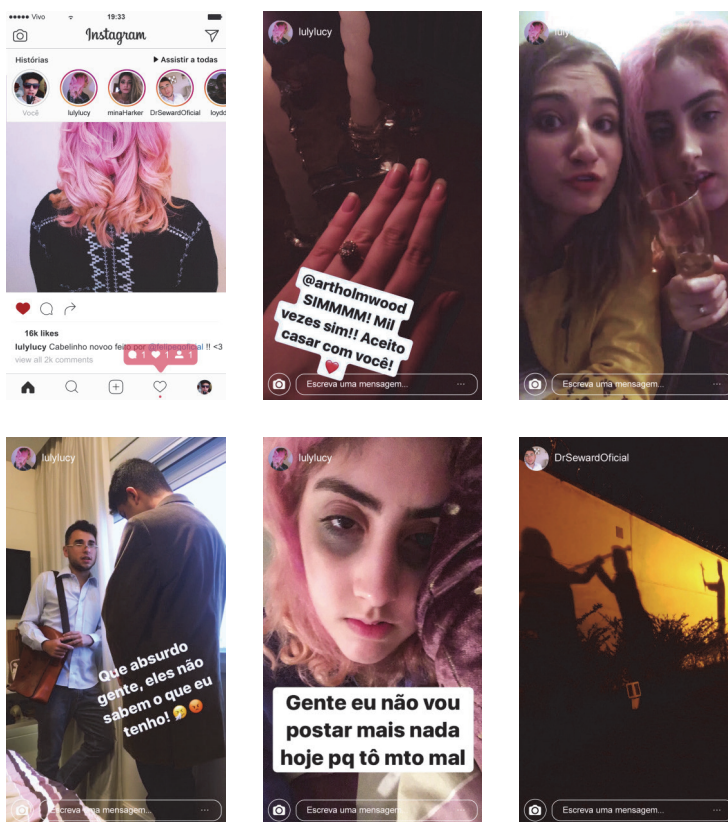 Vivo
19:33
Instagram
Histórias
Assistir a todas
Você
lulylucy
minaHarker
DrSewardOficial
16k likes
lulylucy Cabelinho novoo feito por @felipeoficial !! <3
view all 2k comments
1 1 1
lulylucy
@artholmwood
SIMMMM! Mil
vezes sim!! Aceito
casar com você!
Escreva uma mensagem...
Escreva uma mensagem...
lulylucy
Que absurdo
gente, eles não
sabem o que eu
tenho!
Escreva uma mensagem...
lulylucy
Gente eu não vou
postar mais nada
hoje pq tô mto mal
Escreva uma mensagem...
DrSewardOficial
Escreva uma mensagem...